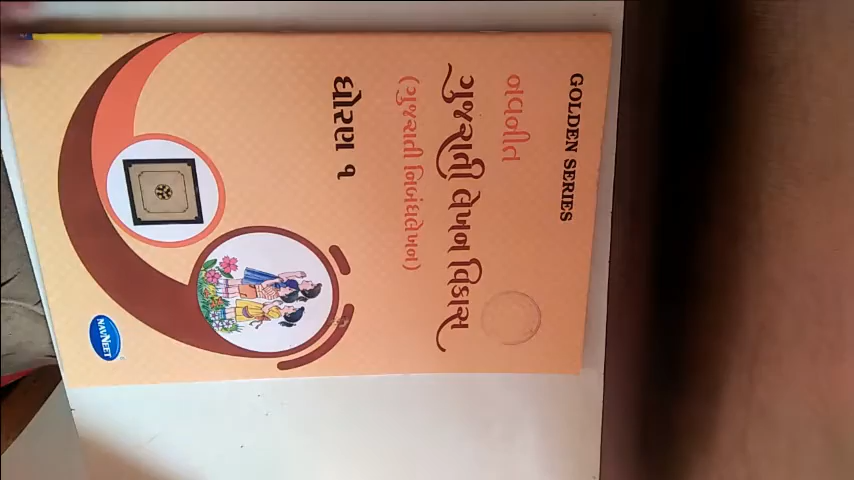 GOLDEN SERIES
નવનીત
ગુજરાતી લેખન વિકાસ
(ગુજરાતી નિબંધલેખન)
ધોરણ ૧
NAVNEET